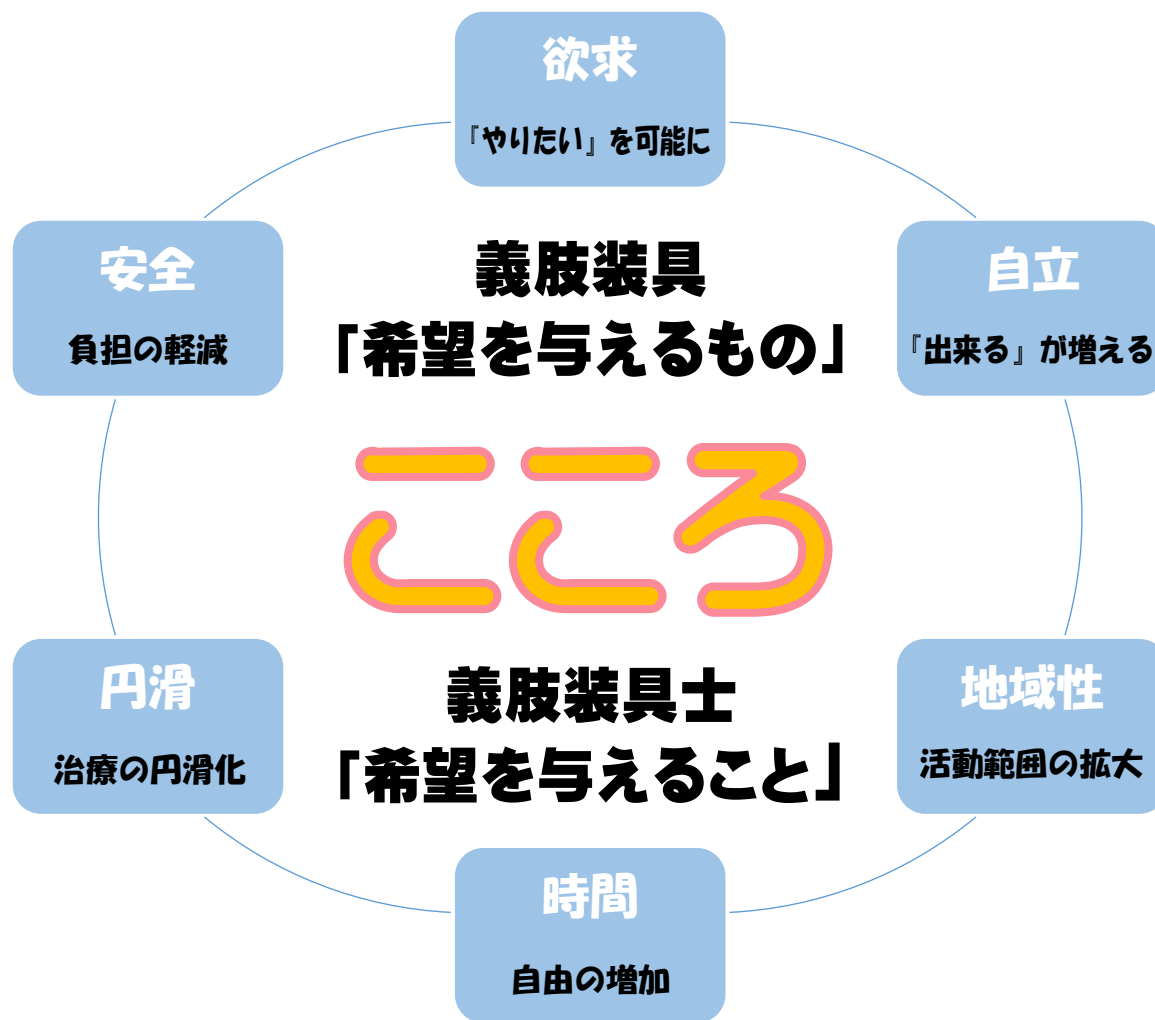 欲求
『やりたい』を可能に
安全
負担の軽減
義肢装具
「希望を与えるもの」
自立
『出来る』が増える
こころ
円滑
治療の円滑化
義肢装具士
「希望を与えること」
地域性
活動範囲の拡大
時間
自由の増加